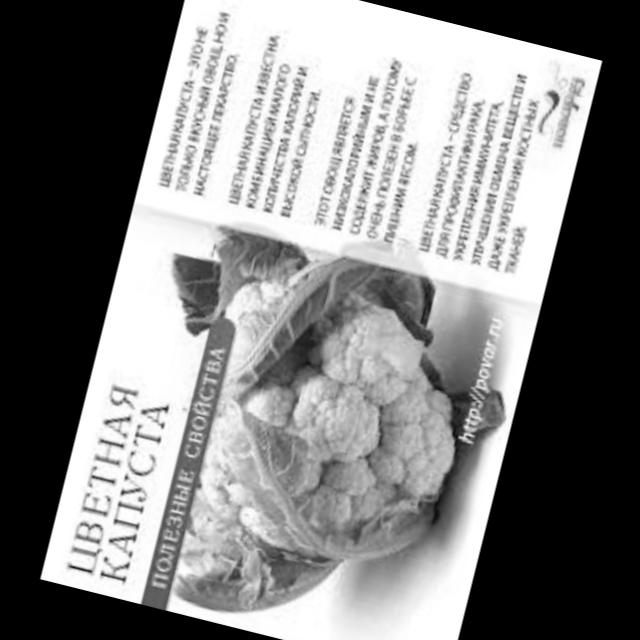 ЦВЕТНАЯ
КАПУСТА
ПОЛЕЗНЫЕ СВОЙСТВА
http://povar.ru
ЦВЕТНАЯ КАПУСТА – ЭТО НЕ
ТОЛЬКО ВКУСНЫЙ ОВОЩ, НО И
НАСТОЯЩЕЕ ЛЕКАРСТВО.
ЦВЕТНАЯ КАПУСТА ИЗВЕСТНА
КОМБИНАЦИЕЙ МАЛОГО
КОЛИЧЕСТВА КАЛОРИЙ И
ВЫСОКОЙ СЫТНОСТИ.
ЭТОТ ОВОЩ ЯВЛЯЕТСЯ
НИЗКОКАЛОРИЙНЫМ И НЕ
СОДЕРЖИТ ЖИРОВ, А ПОТОМУ
ОЧЕНЬ ПОЛЕЗЕН В БОРЬБЕ С
ЛИШНИМ ВЕСОМ.
ЦВЕТНАЯ КАПУСТА – СРЕДСТВО
ДЛЯ ПРОФИЛАКТИКИ РАКА,
УКРЕПЛЕНИЕ ИММУНИТЕТА,
УЛУЧШЕНИЯ ОБМЕНА ВЕЩЕСТВ И
ДАЖЕ УКРЕПЛЕНИЯ КОСТНЫХ
ТКАНЕЙ.